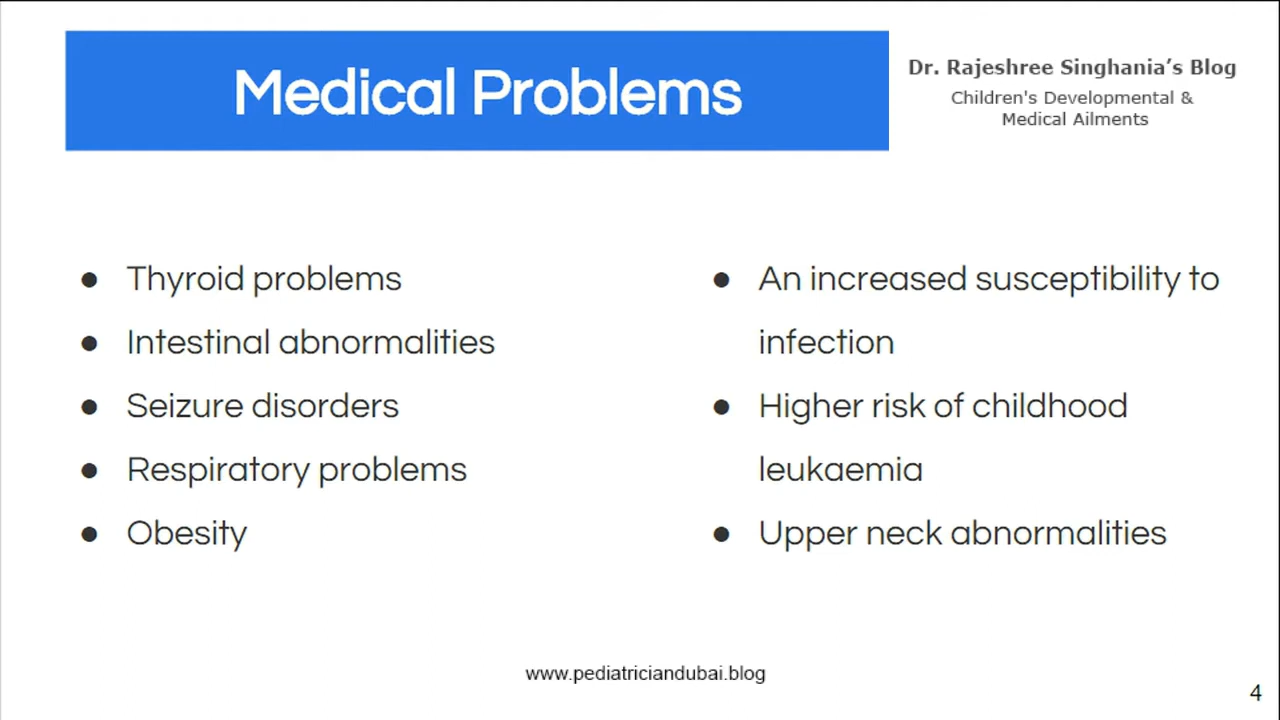 Medical Problems
Dr. Rajeshree Singhania’s Blog
Children's Developmental &
Medical Ailments
● Thyroid problems
● Intestinal abnormalities
● Seizure disorders
● Respiratory problems
● Obesity
● An increased susceptibility to
infection
● Higher risk of childhood
leukaemia
● Upper neck abnormalities
www.pediatriciandubai.blog
4